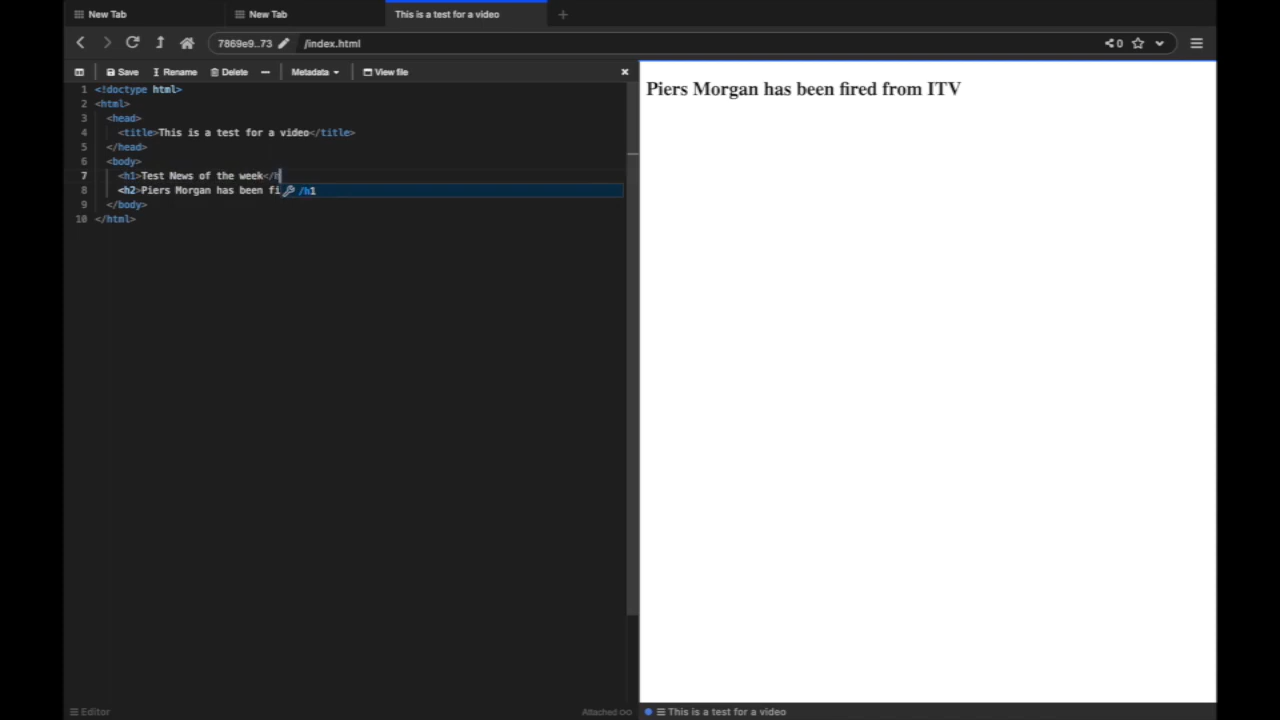 New Tab
New Tab
This is a test for a video
7869e9..73 /index.html
0
Save Rename Delete Metadata View file
1 <!doctype html>
2 <html>
3 <head>
4 <title>This is a test for a video</title>
5 </head>
6 <body>
7 <h1>Test News of the week</h
8 <h2>Piers Morgan has been fi /h1
9 </body>
10 </html>
Piers Morgan has been fired from ITV
Editor
Attached
This is a test for a video